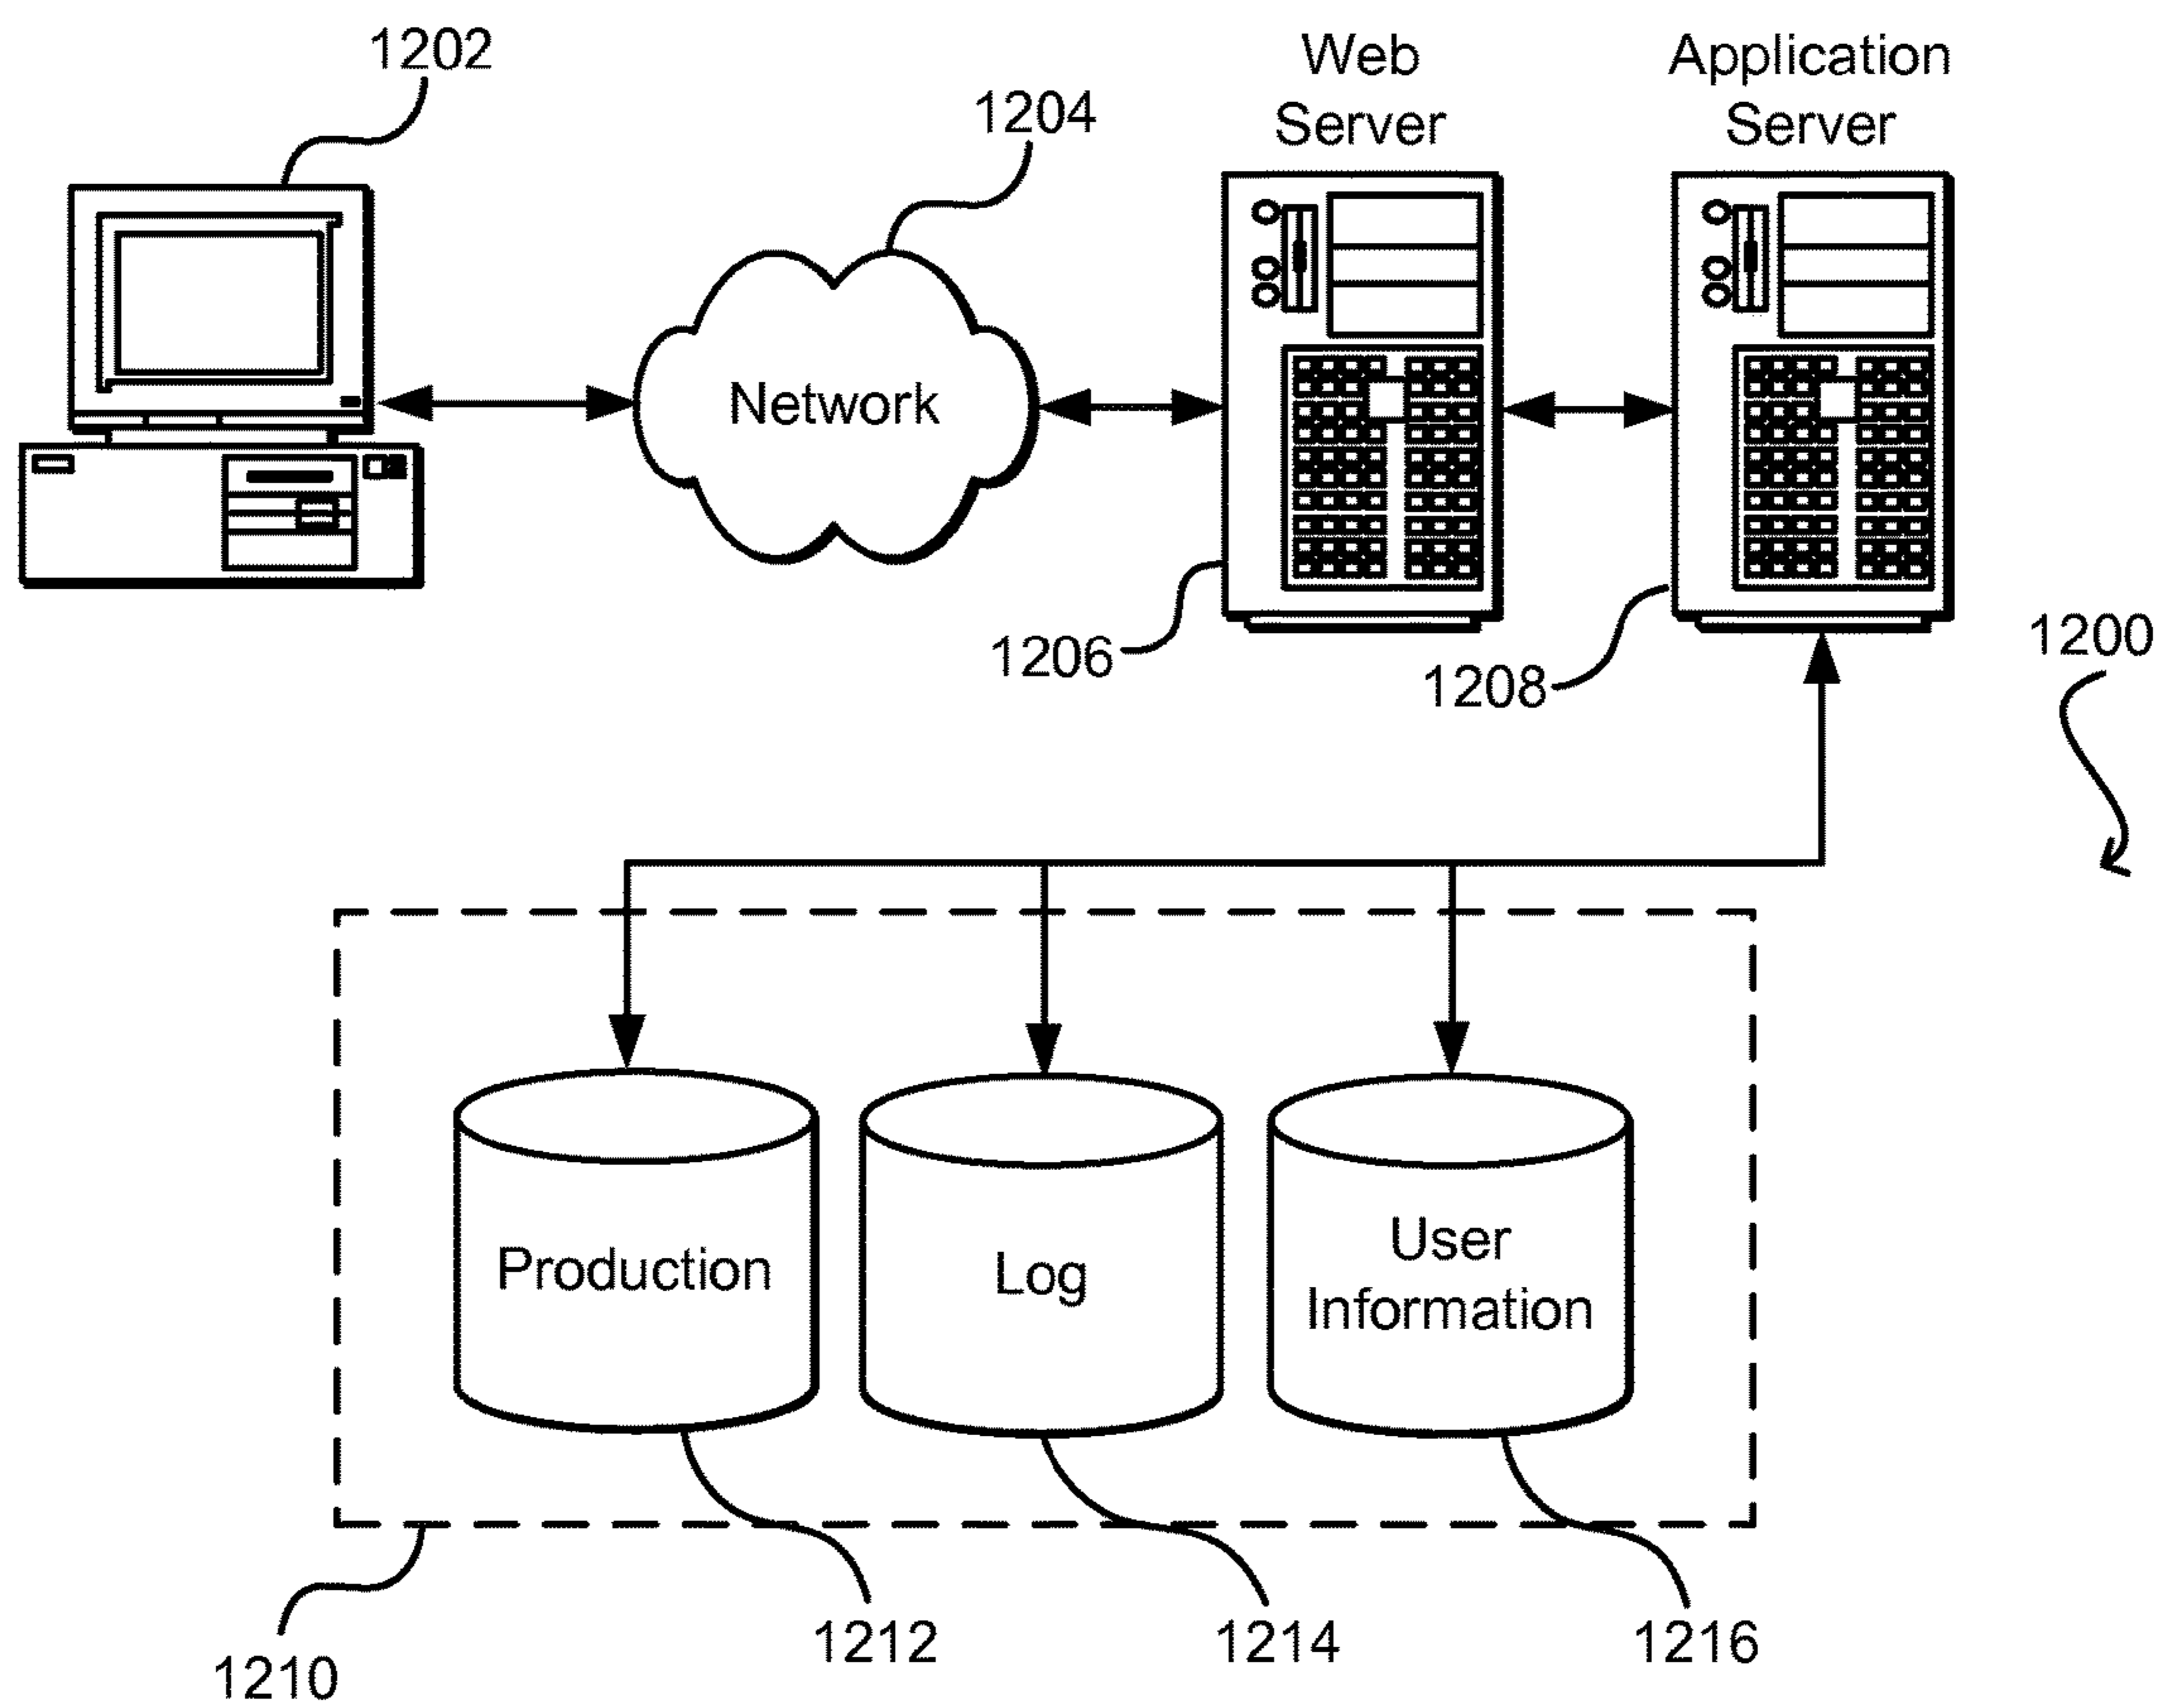 1202
1204
Web
Server
Application
Server
Network
1206
1208
1200
Production
Log
User
Information
1210
1212
1214
1216